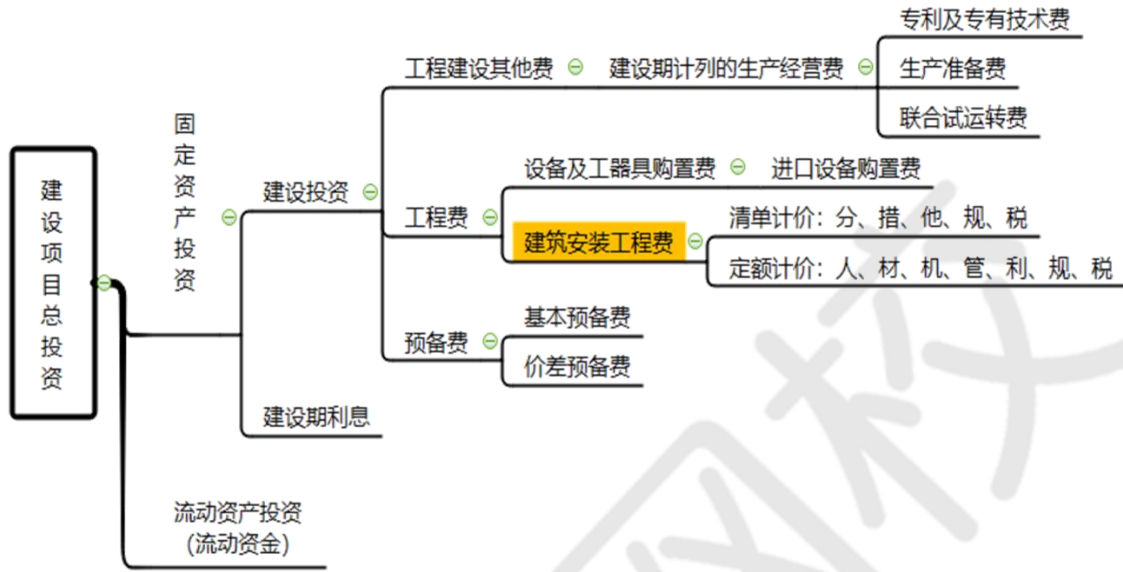 建设项目总投资
固定资产投资
建设投资
工程建设其他费
建设期计列的生产经营费
专利及专有技术费
生产准备费
联合试运转费
工程费
设备及工器具购置费
进口设备购置费
建筑安装工程费
清单计价：分、措、他、规、税
定额计价：人、材、机、管、利、规、税
预备费
基本预备费
价差预备费
建设期利息
流动资产投资
（流动资金）
网校